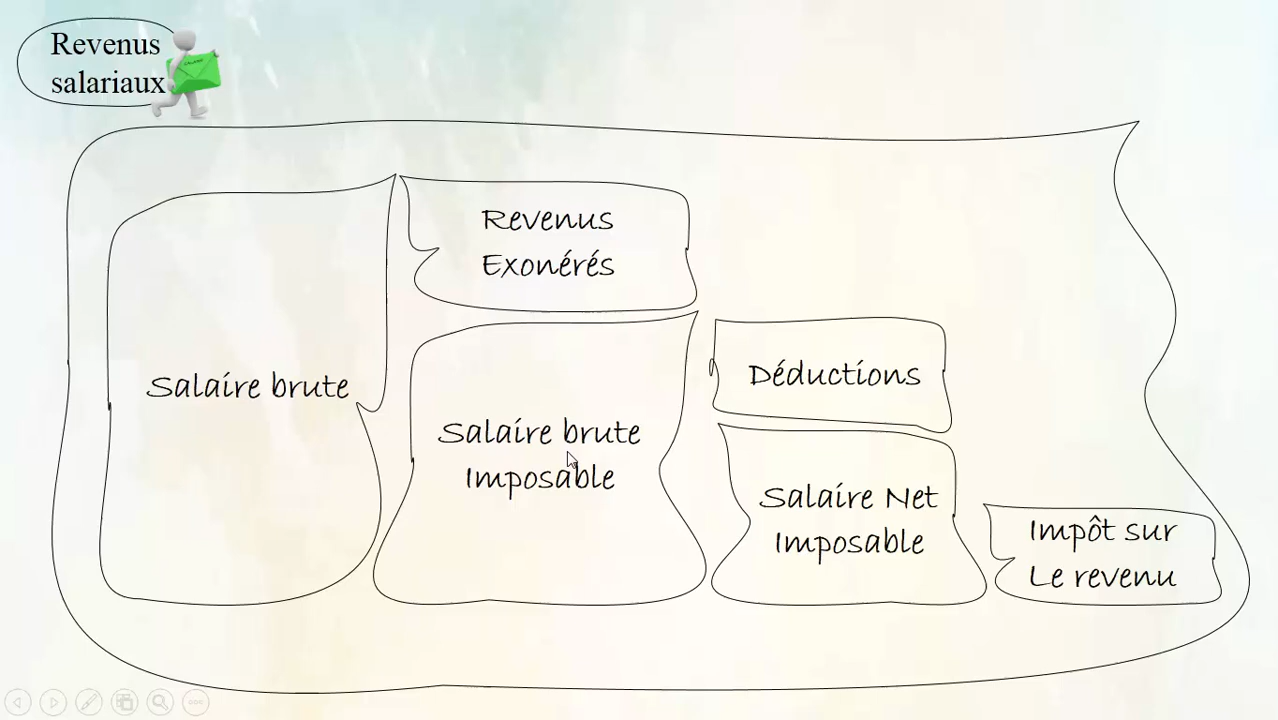 Revenus
salariaux
Revenus
Exonérés
Salaire brute
Salaire brute
Imposable
Déductions
Salaire Net
Imposable
Impôt sur
Le revenu